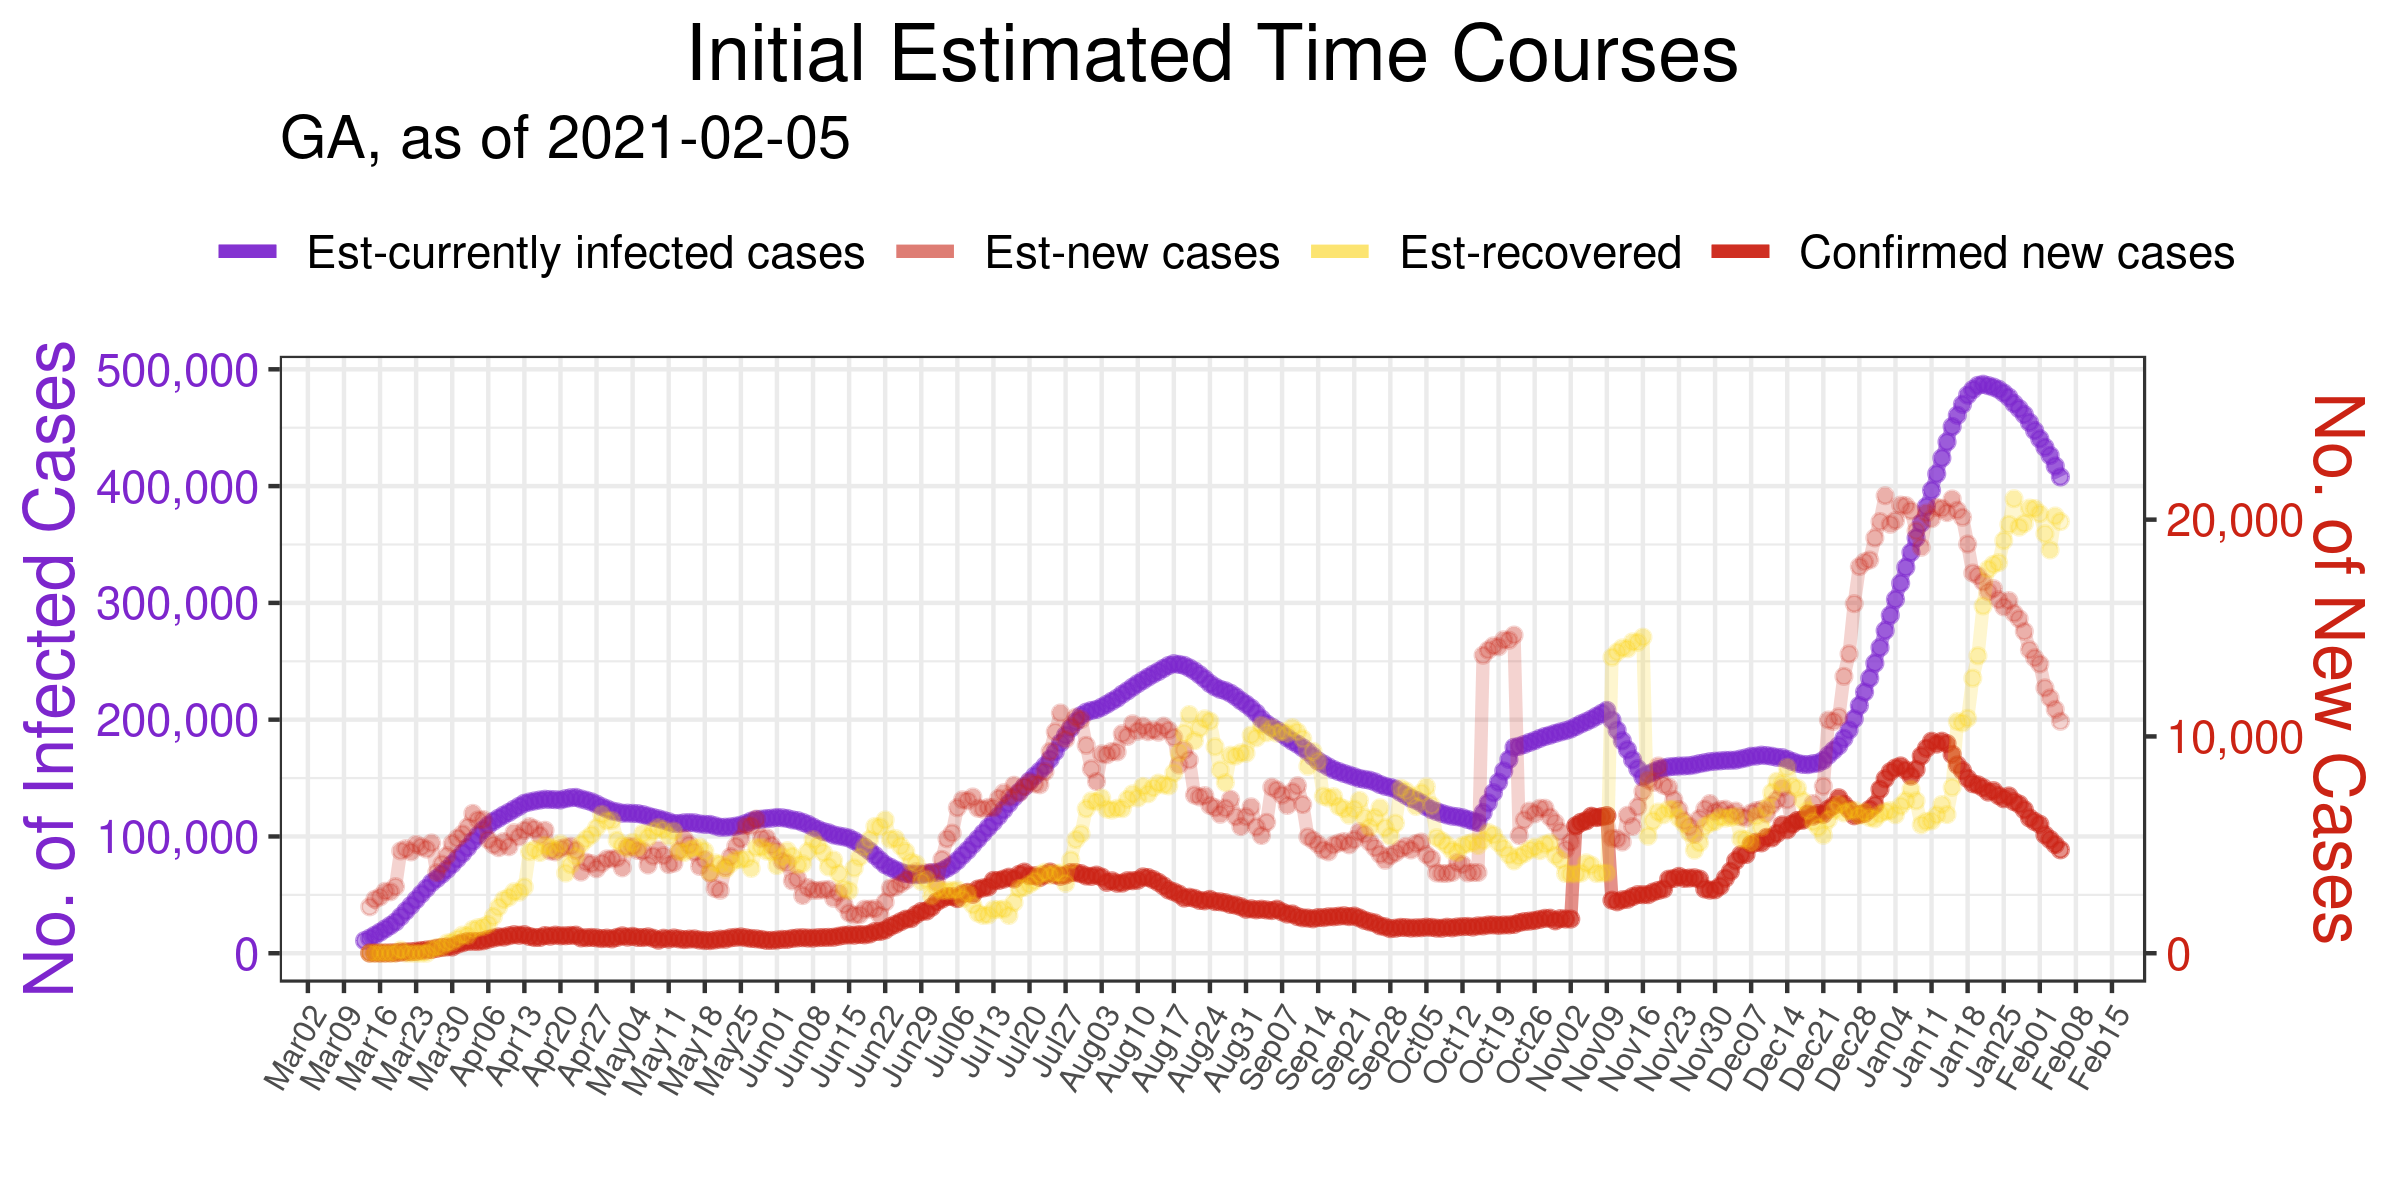 Initial Estimated Time Courses
GA, as of 2021-02-05
Est-currently infected cases Est-new cases Est-recovered Confirmed new cases
No. of Infected Cases
500,000
400,000
300,000
200,000
100,000
0
20,000
10,000
0
No. of New Cases
Mar02 Mar09 Mar16 Mar23 Mar30 Apr06 Apr13 Apr20 Apr27 May04 May11 May18 May25 Jun01 Jun08 Jun15 Jun22 Jun29 Jul06 Jul13 Jul20 Jul27 Aug03 Aug10 Aug17 Aug24 Aug31 Sep07 Sep14 Sep21 Sep28 Oct05 Oct12 Oct19 Oct26 Nov02 Nov09 Nov16 Nov23 Nov30 Dec07 Dec14 Dec21 Dec28 Jan04 Jan11 Jan18 Jan25 Feb01 Feb08 Feb15